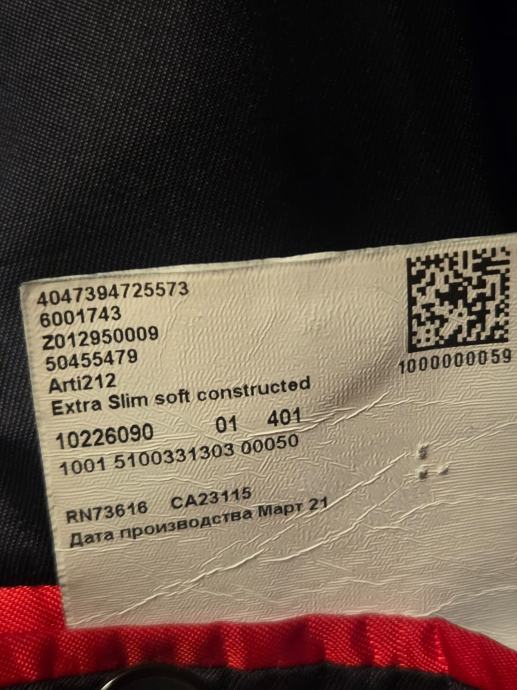 4047394725573
6001743
Z012950009
50455479
Arti212
Extra Slim soft constructed
10226090 01 401
1001 5100331303 00050
RN73616 CA23115
Дата производства Март 21
1000000059